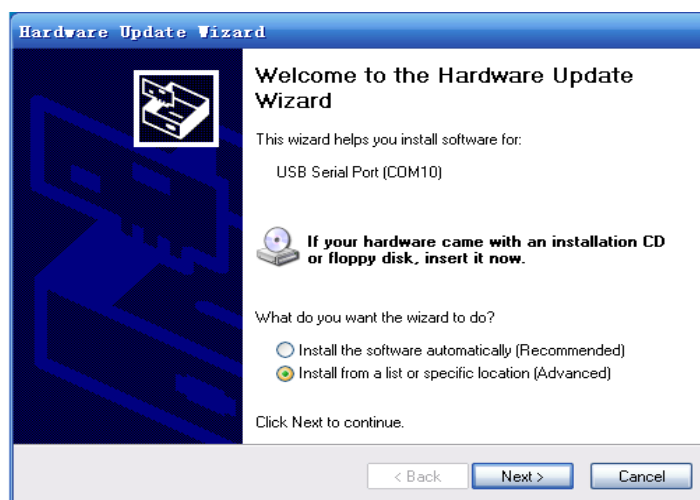 Hardware Update Wizard
Welcome to the Hardware Update
Wizard
This wizard helps you install software for:
USB Serial Port (COM10)
If your hardware came with an installation CD
or floppy disk, insert it now.
What do you want the wizard to do?
Install the software automatically (Recommended)
Install from a list or specific location (Advanced)
Click Next to continue.
< Back Next > Cancel